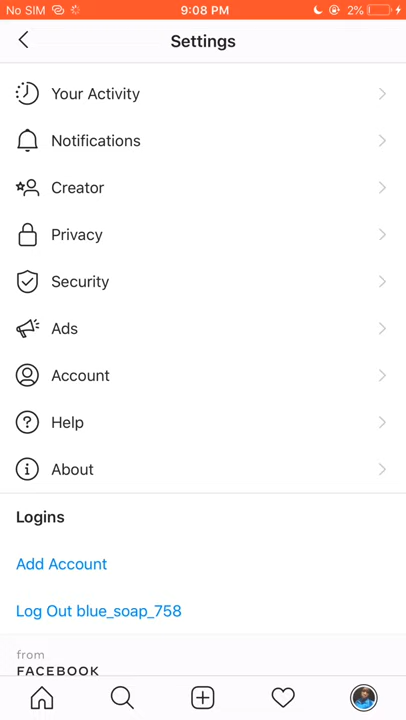 No SIM 9:08 PM 2%
Settings
Your Activity
Notifications
Creator
Privacy
Security
Ads
Account
Help
About
Logins
Add Account
Log Out blue_soap_758
from
FACEBOOK